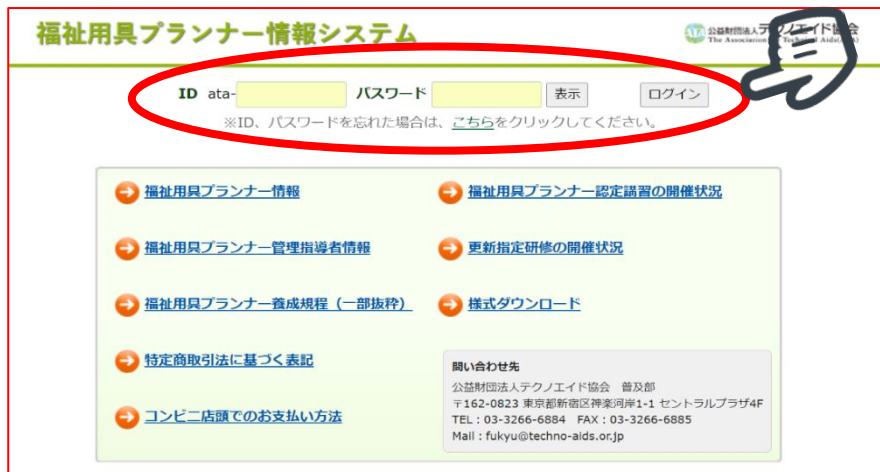 福祉用具プランナー情報システム
公益財団法人テクノエイド協会
The Association Technical Aids
ID ata- パスワード 表示 ログイン
※ID、パスワードを忘れた場合は、こちらをクリックしてください。
福祉用具プランナー情報
福祉用具プランナー認定講習の開催状況
福祉用具プランナー管理指導者情報
更新指定研修の開催状況
福祉用具プランナー養成規程（一部抜粋）
様式ダウンロード
特定商取引法に基づく表記
コンビニ店頭でのお支払い方法
問い合わせ先
公益財団法人テクノエイド協会 普及部
〒162-0823 東京都新宿区神楽河岸1-1 セントラルプラザ4F
TEL：03-3266-6884 FAX：03-3266-6885
Mail：fukyu@techno-aids.or.jp